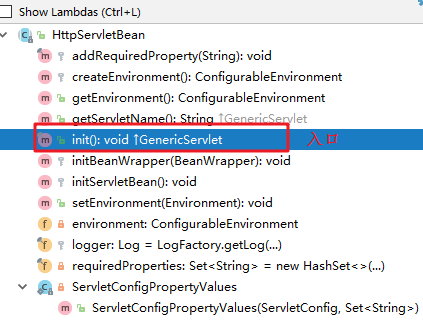 Show Lambdas (Ctrl+L)
HttpServletBean
addRequiredProperty(String): void
createEnvironment(): ConfigurableEnvironment
getEnvironment(): ConfigurableEnvironment
getServletName(): String ↑GenericServlet
init(): void ↑GenericServlet 入口
initBeanWrapper(BeanWrapper): void
initServletBean(): void
setEnvironment(Environment): void
environment: ConfigurableEnvironment
logger: Log = LogFactory.getLog(...)
requiredProperties: Set<String> = new HashSet<>(...)
ServletConfigPropertyValues
ServletConfigPropertyValues(ServletConfig, Set<String>)